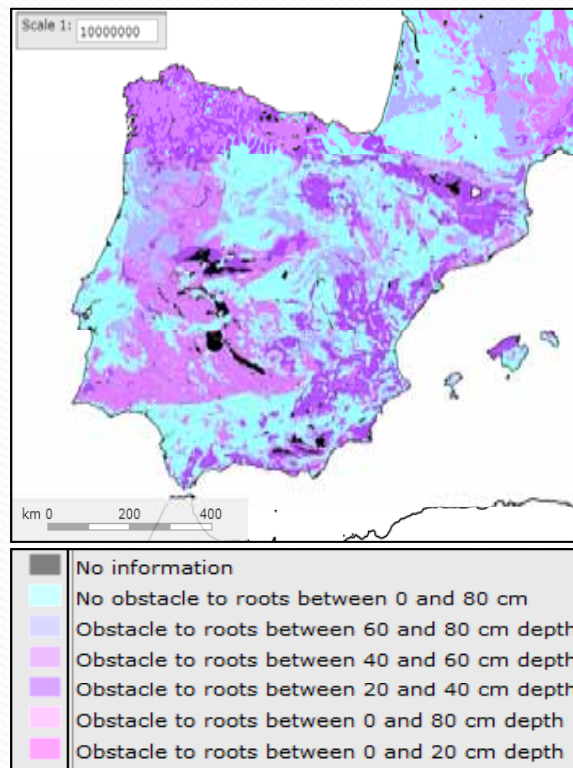 Scale 1: 10000000
km 0 200 400
No information
No obstacle to roots between 0 and 80 cm
Obstacle to roots between 60 and 80 cm depth
Obstacle to roots between 40 and 60 cm depth
Obstacle to roots between 20 and 40 cm depth
Obstacle to roots between 0 and 80 cm depth
Obstacle to roots between 0 and 20 cm depth